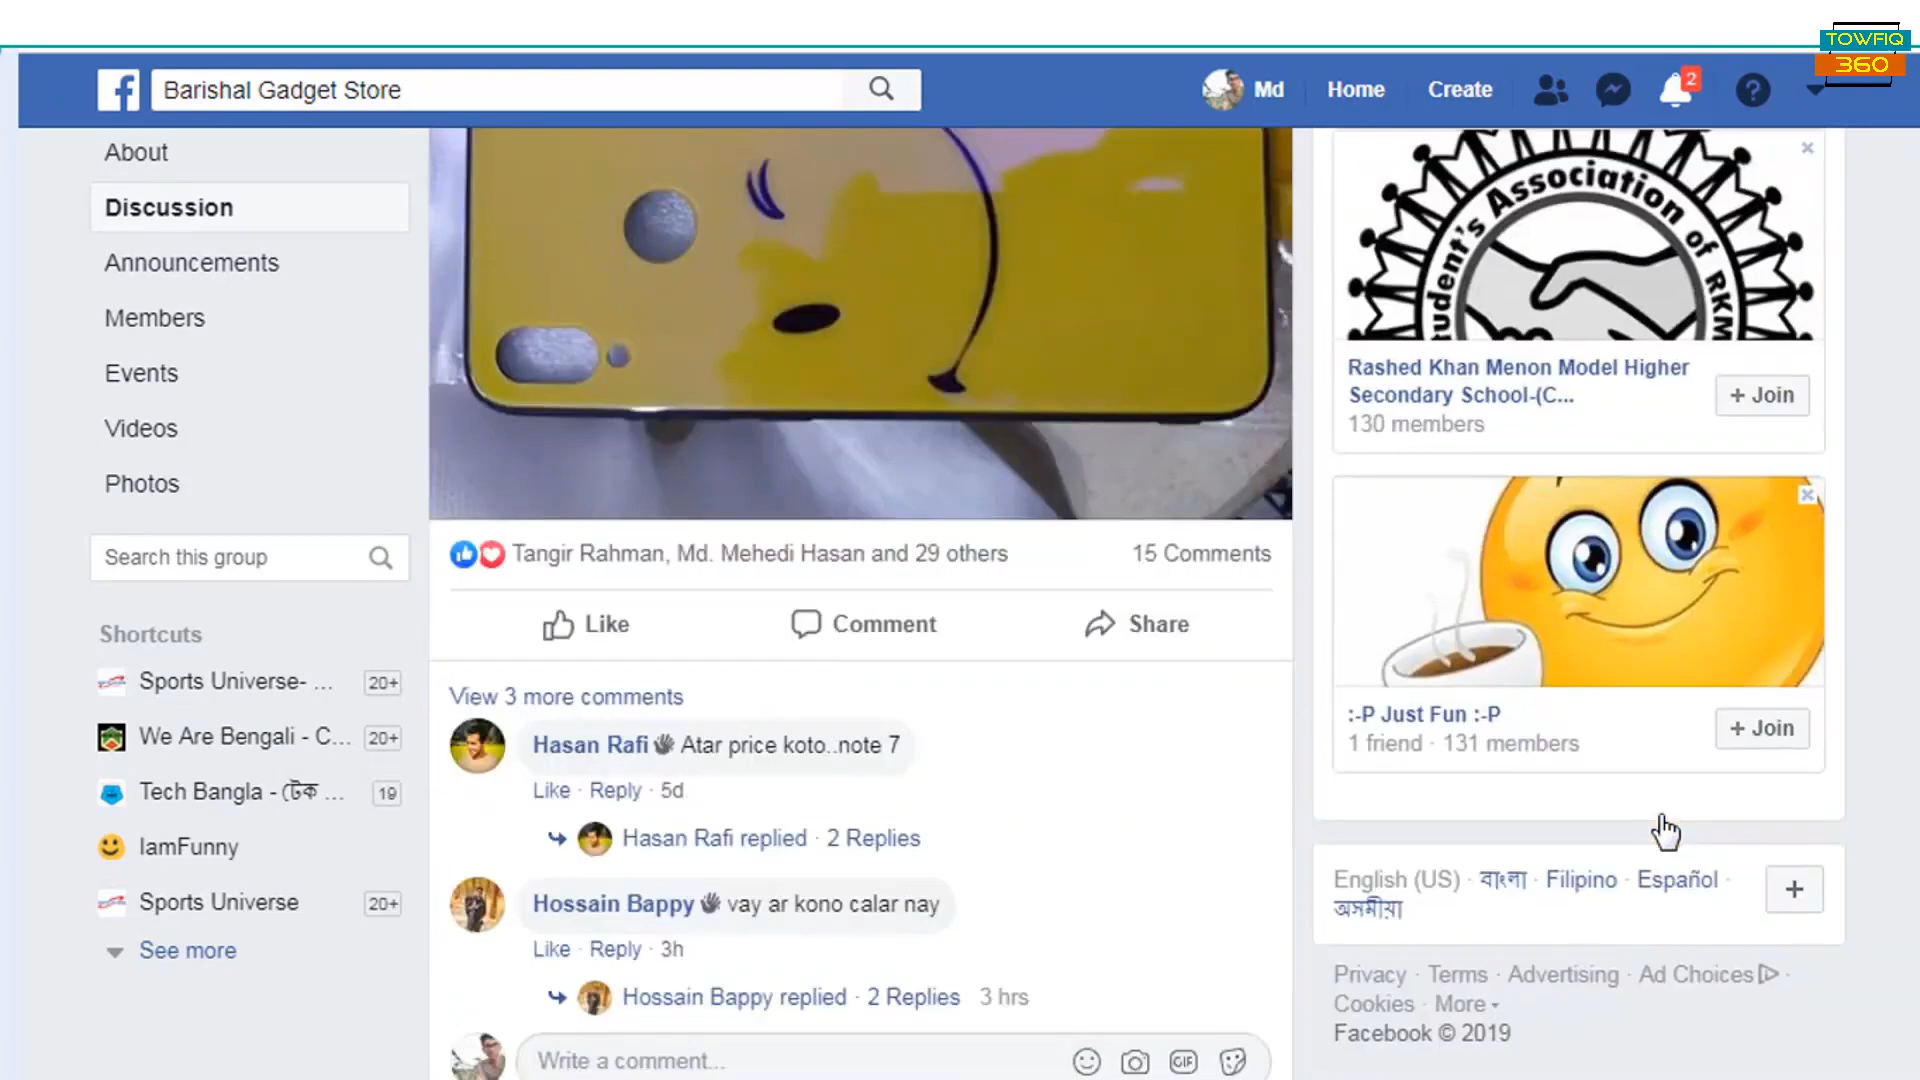 TOWFIQ
360
Barishal Gadget Store
Md
Home
Create
2
About
Discussion
Announcements
Members
Events
Videos
Photos
Search this group
Shortcuts
Sports Universe- ...
20+
We Are Bengali - C...
20+
Tech Bangla - টেক ...
19
IamFunny
Sports Universe
20+
See more
Tangir Rahman, Md. Mehedi Hasan and 29 others
15 Comments
Like
Comment
Share
View 3 more comments
Hasan Rafi Atar price koto..note 7
Like · Reply · 5d
Hasan Rafi replied · 2 Replies
Hossain Bappy vay ar kono calar nay
Like · Reply · 3h
Hossain Bappy replied · 2 Replies 3 hrs
Write a comment...
GIF
tudent's Association of RKM
Rashed Khan Menon Model Higher
Secondary School-(C...
130 members
+ Join
:-P Just Fun :-P
1 friend · 131 members
+ Join
English (US) · বাংলা · Filipino · Español ·
অসমীয়া
+
Privacy · Terms · Advertising · Ad Choices ·
Cookies · More
Facebook © 2019